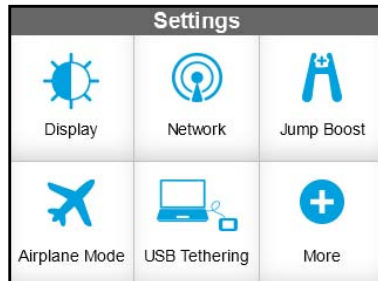 Settings
Display
Network
Jump Boost
Airplane Mode
USB Tethering
More